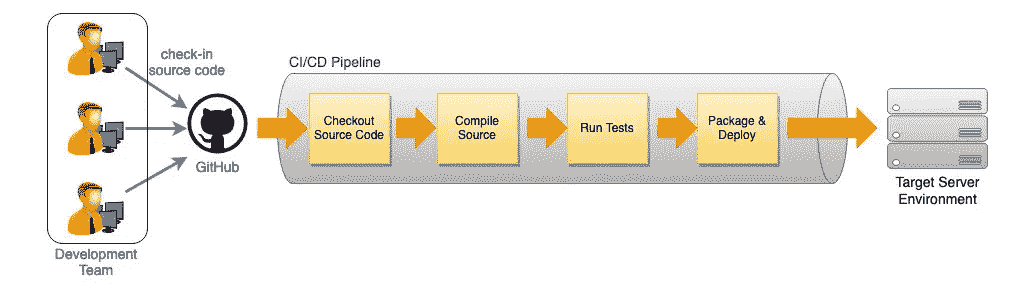 check-in
source code
GitHub
Development
Team
CI/CD Pipeline
Checkout
Source Code
Compile
Source
Run Tests
Package &
Deploy
Target Server
Environment